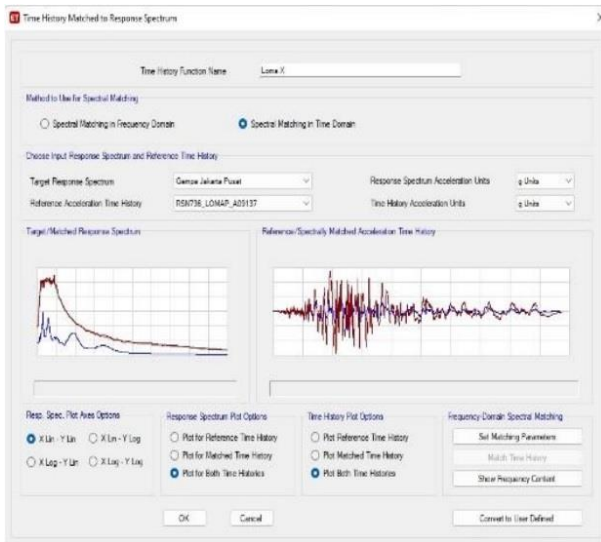 ET Time History Matched to Response Spectrum X
Time History Function Name Loma X
Method to Use for Spectral Matching
Spectral Matching in Frequency Domain Spectral Matching in Time Domain
Choose Input Response Spectrum and Reference Time History
Target Response Spectrum Gempa Jakarta Pusat Response Spectrum Acceleration Units g Units
Reference Acceleration Time History RSN736_LOMAP_A09137 Time History Acceleration Units g Units
Target/Matched Response Spectrum Reference/Spectrally Matched Acceleration Time History
Resp. Spec. Plot Axes Options Response Spectrum Plot Options Time History Plot Options Frequency-Domain Spectral Matching
X Lin - Y Lin X Lin - Y Log Plot for Reference Time History Plot Reference Time History Set Matching Parameters
X Log - Y Lin X Log - Y Log Plot for Matched Time History Plot Matched Time History Match Time History
Plot for Both Time Histories Plot Both Time Histories Show Frequency Content
OK Cancel Convert to User Defined